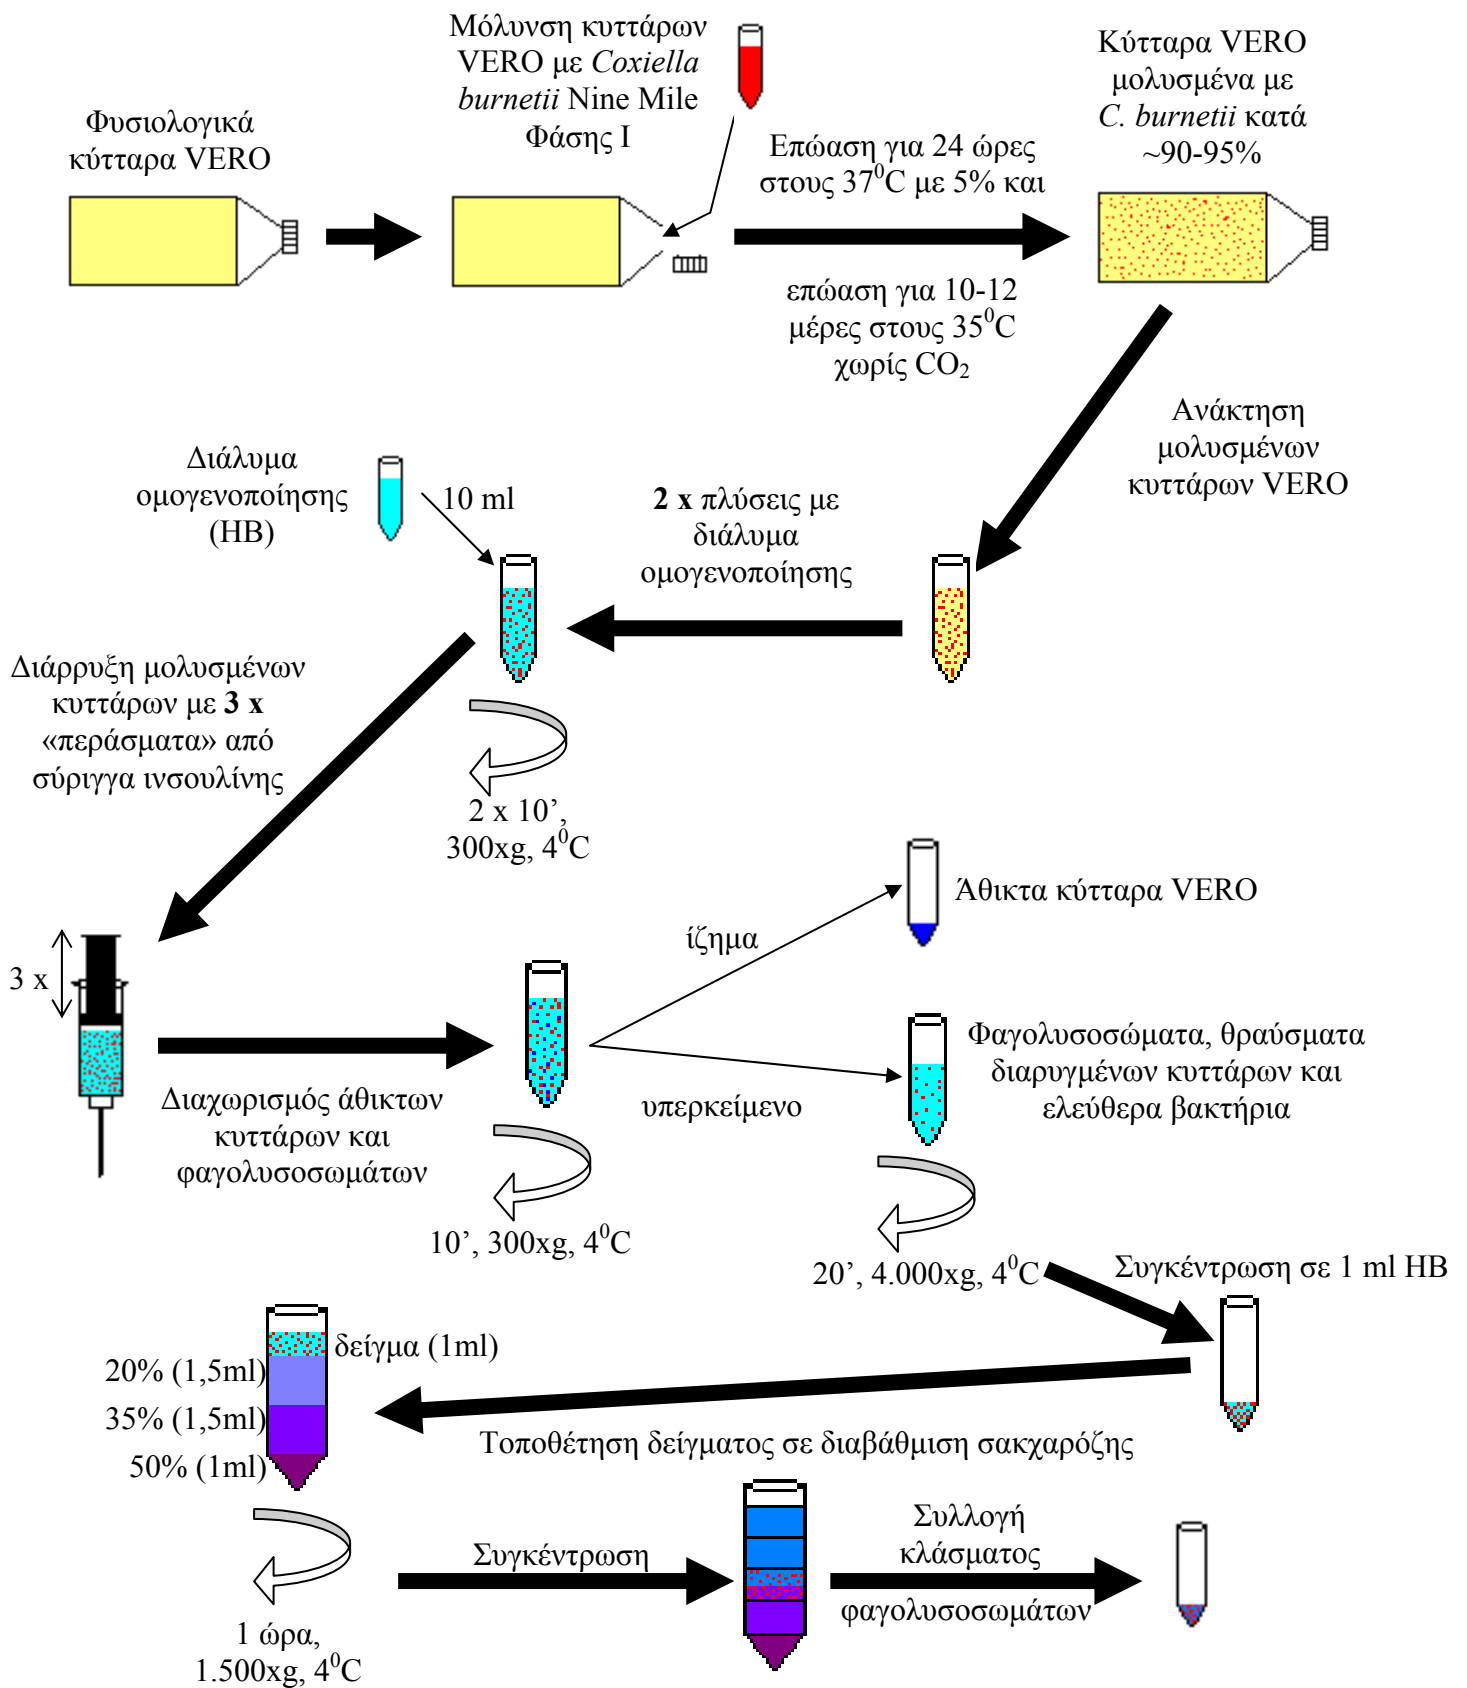 Φυσιολογικά
κύτταρα VERO
Μόλυνση κυττάρων
VERO με Coxiella
burnetii Nine Mile
Φάσης Ι
Επώαση για 24 ώρες
στους 37⁰C με 5% και
επώαση για 10-12
μέρες στους 35⁰C
χωρίς CO₂
Κύτταρα VERO
μολυσμένα με
C. burnetii κατά
~90-95%
Ανάκτηση
μολυσμένων
κυττάρων VERO
Διάλυμα
ομογενοποίησης
(HB)
10 ml
2 x πλύσεις με
διάλυμα
ομογενοποίησης
Διάρρυξη μολυσμένων
κυττάρων με 3 x
«περάσματα» από
σύριγγα ινσουλίνης
2 x 10’,
300xg, 4⁰C
3 x
Διαχωρισμός άθικτων
κυττάρων και
φαγολυσοσωμάτων
ίζημα
Άθικτα κύτταρα VERO
υπερκείμενο
Φαγολυσοσώματα, θραύσματα
διαρυγμένων κυττάρων και
ελεύθερα βακτήρια
10’, 300xg, 4⁰C
20’, 4.000xg, 4⁰C
Συγκέντρωση σε 1 ml HB
δείγμα (1ml)
20% (1,5ml)
35% (1,5ml)
50% (1ml)
Τοποθέτηση δείγματος σε διαβάθμιση σακχαρόζης
1 ώρα,
1.500xg, 4⁰C
Συγκέντρωση
Συλλογή
κλάσματος
φαγολυσοσωμάτων